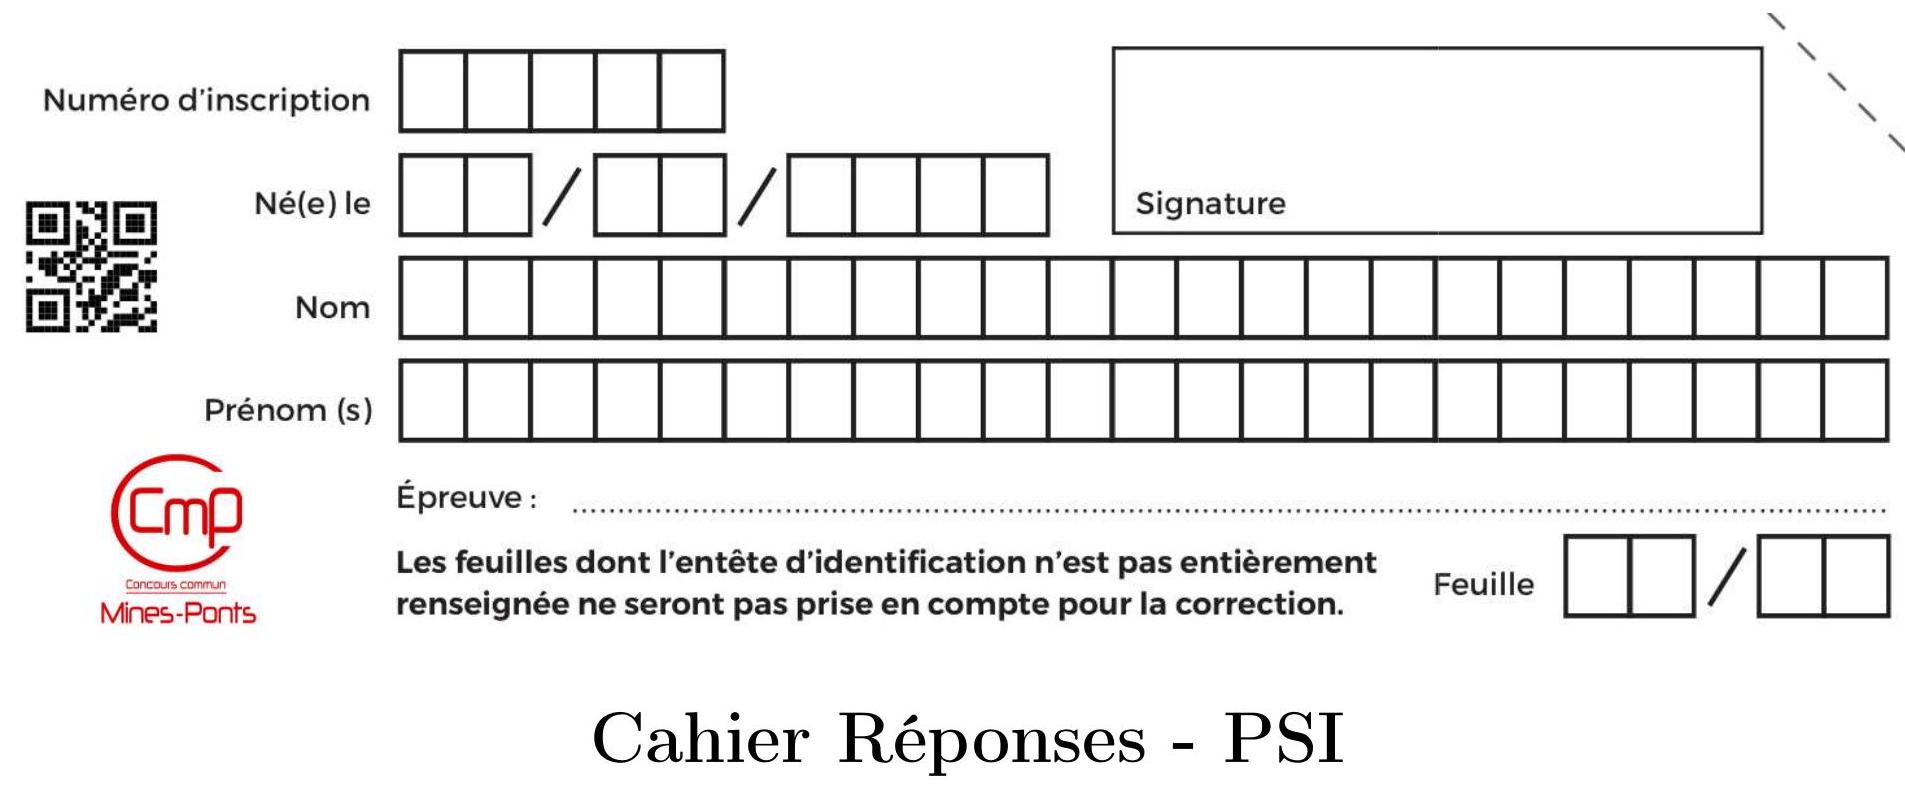 Numéro d'inscription
Né(e) le
/ /
Signature
Nom
Prénom (s)
Cmp
Concours commun
Mines-Ponts
Épreuve : ........................................................
Les feuilles dont l'entête d'identification n'est pas entièrement
renseignée ne seront pas prise en compte pour la correction.
Feuille /
Cahier Réponses - PSI